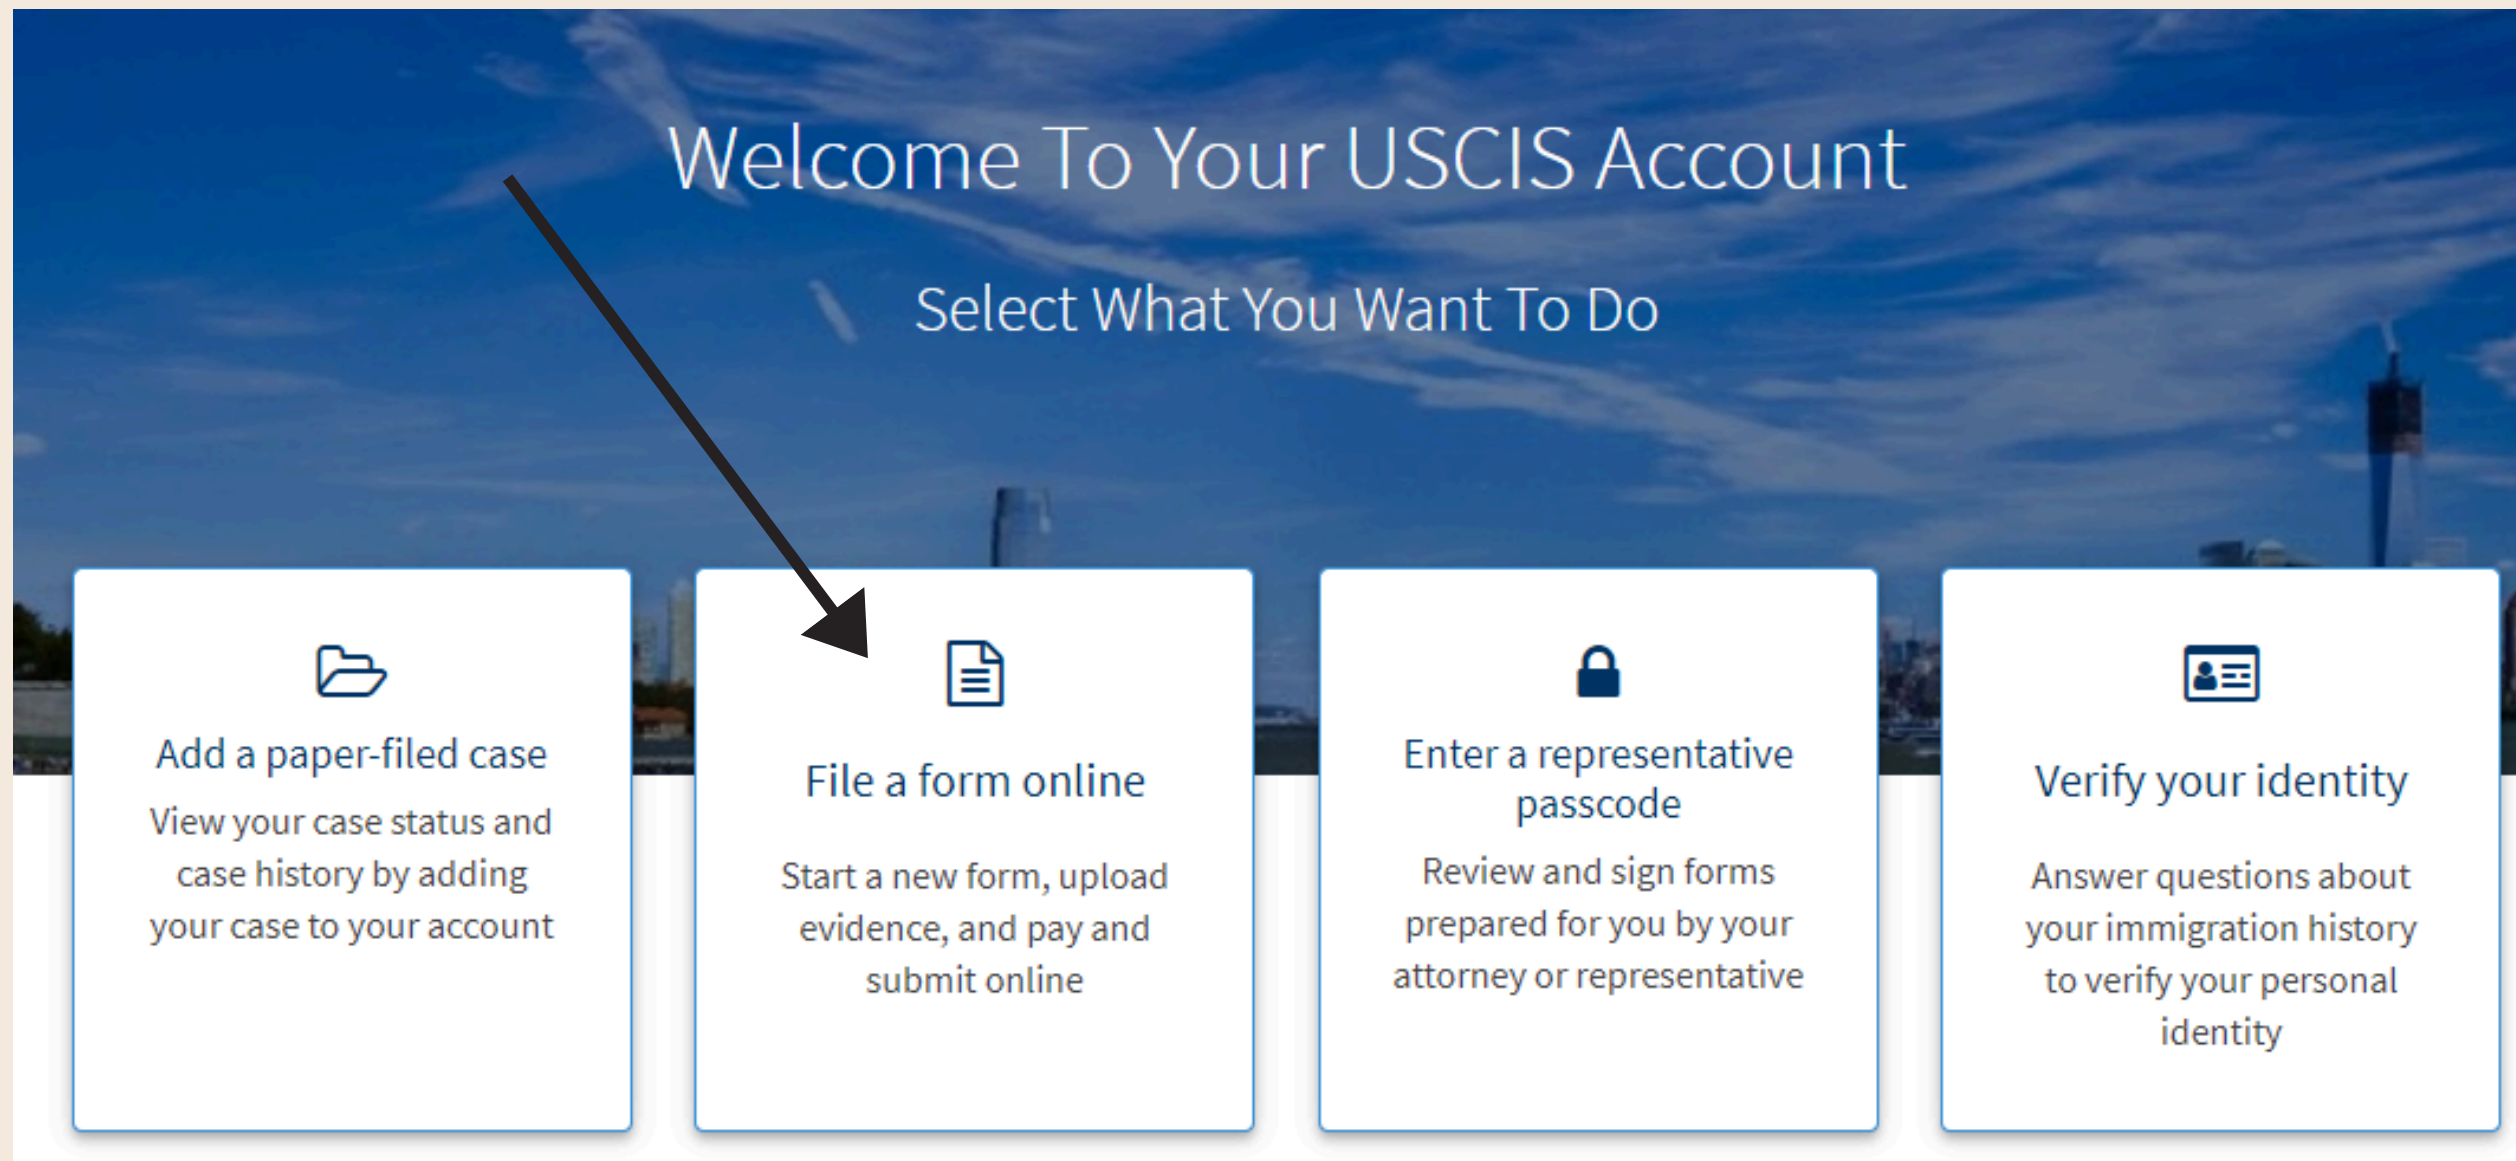 Welcome To Your USCIS Account
Select What You Want To Do
Add a paper-filed case
View your case status and
case history by adding
your case to your account
File a form online
Start a new form, upload
evidence, and pay and
submit online
Enter a representative
passcode
Review and sign forms
prepared for you by your
attorney or representative
Verify your identity
Answer questions about
your immigration history
to verify your personal
identity